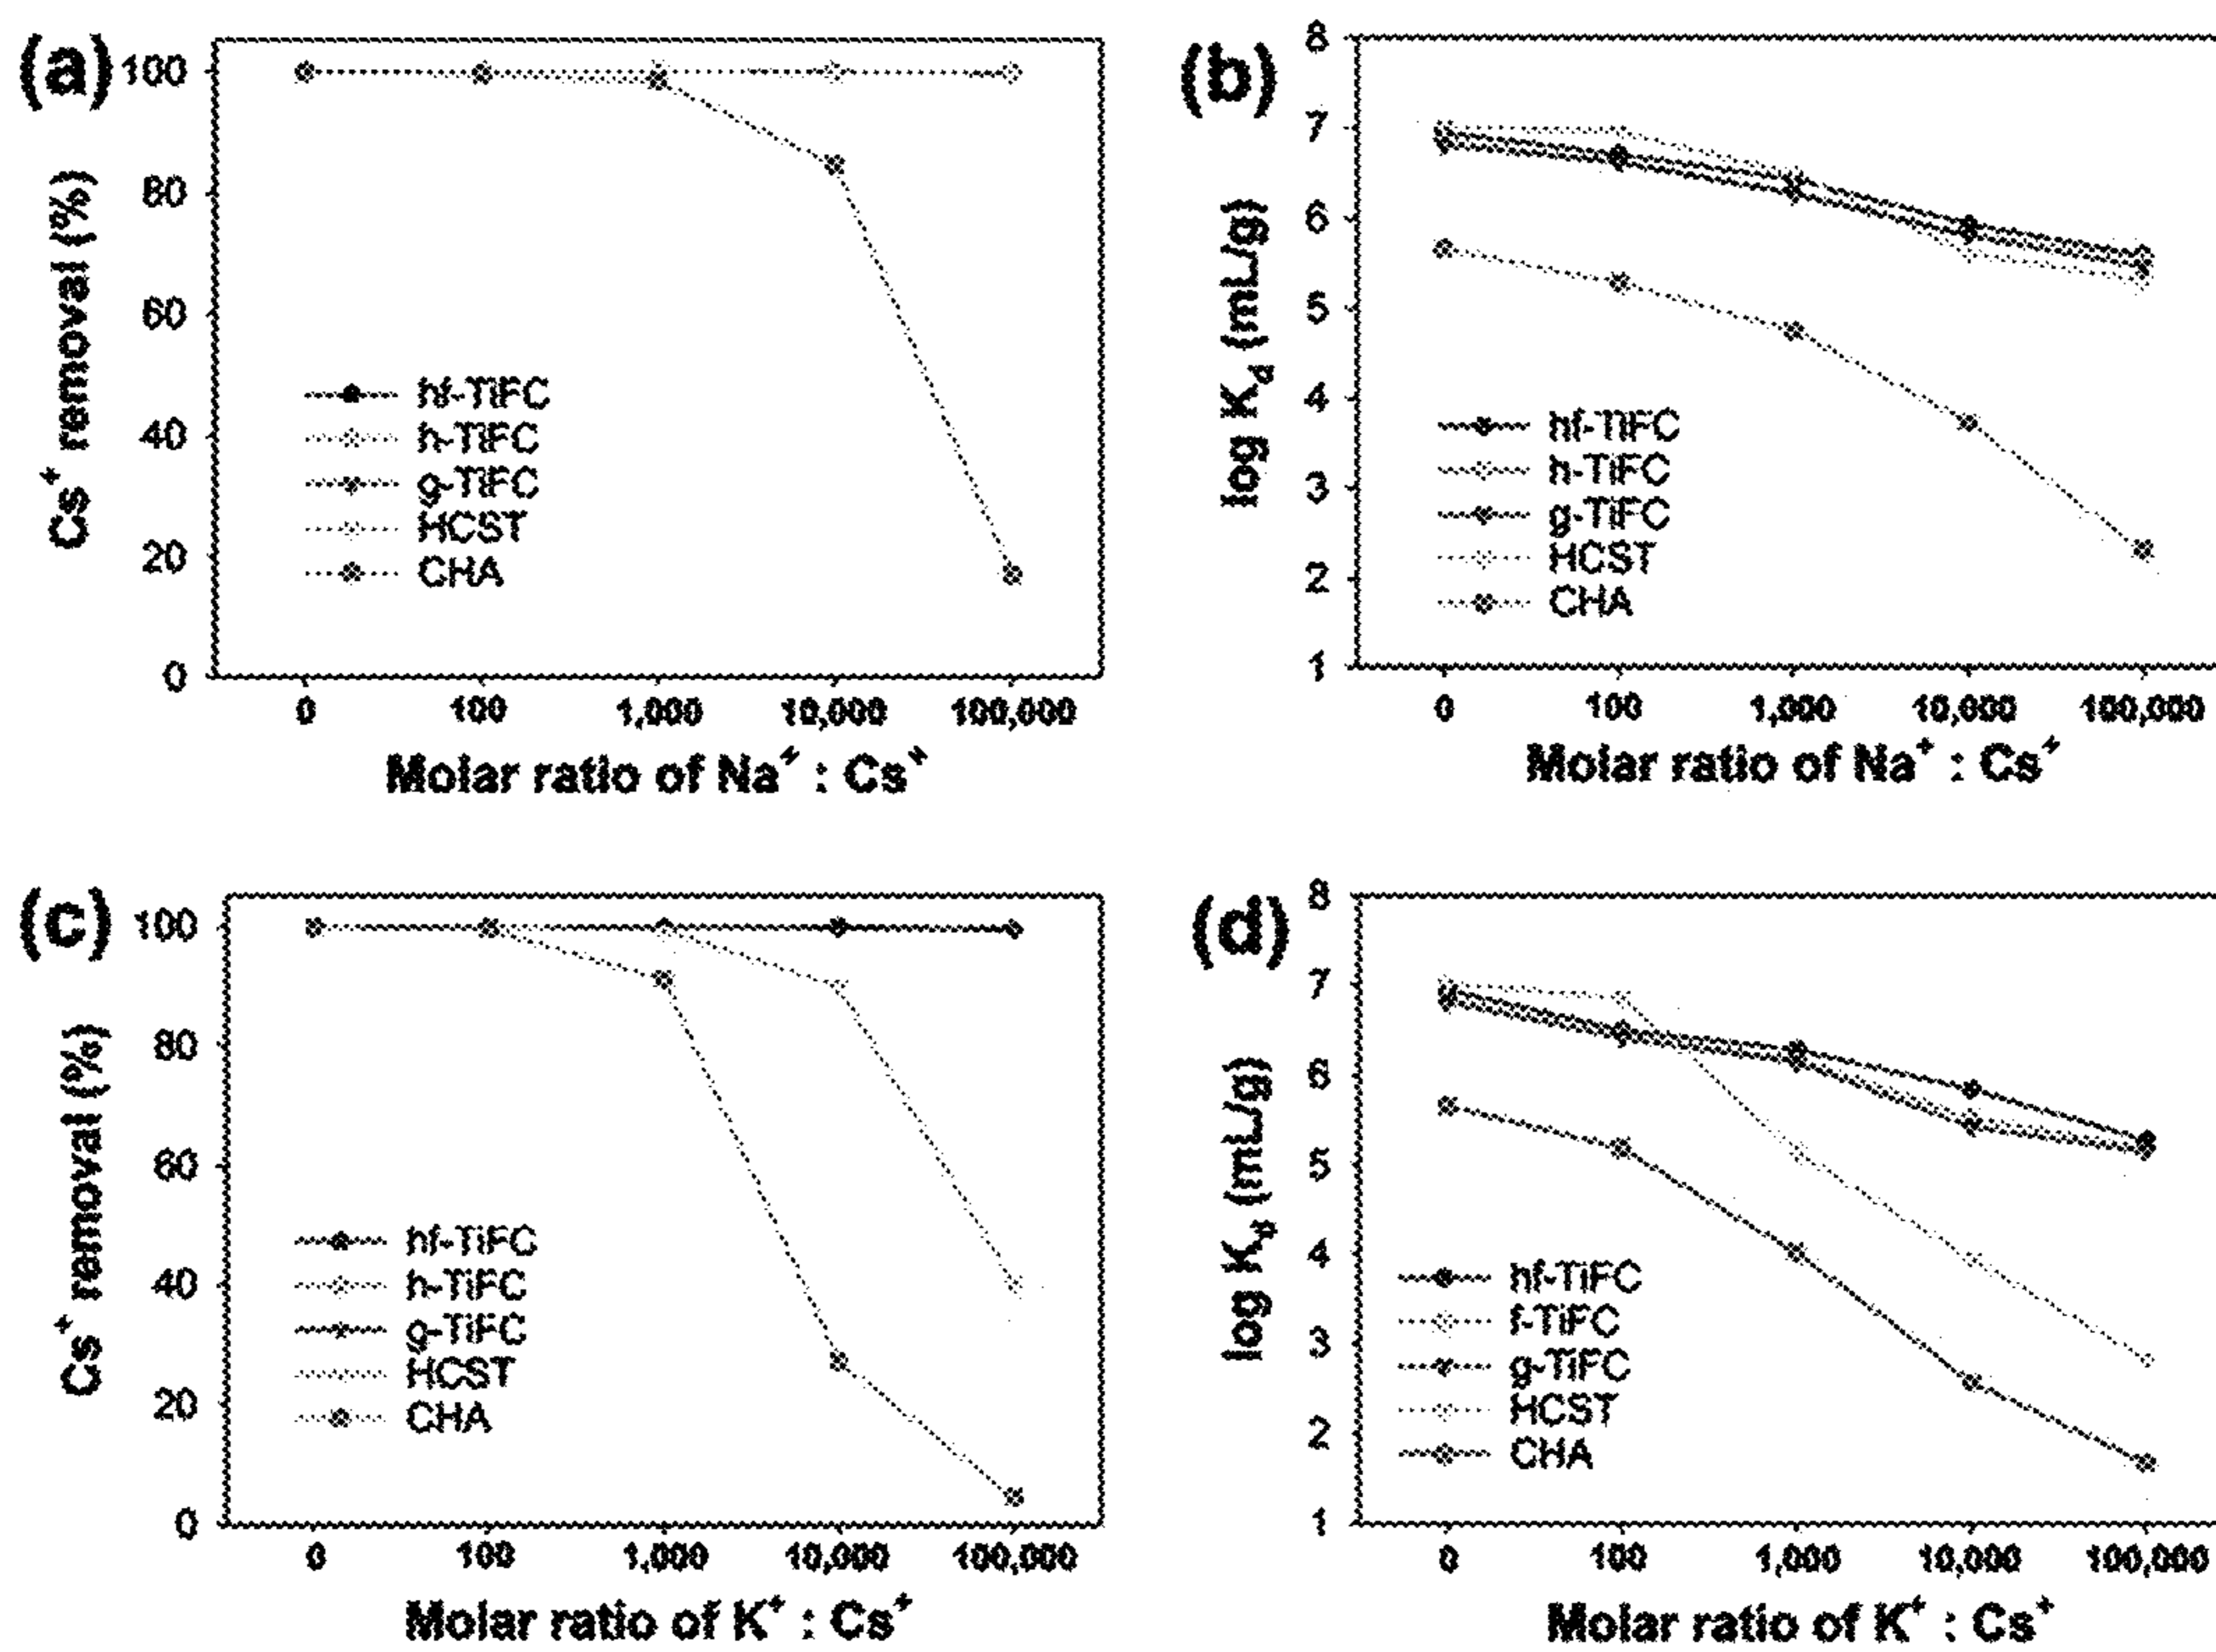 (a)
Cs⁺ removal (%)
100
80
60
40
20
0
hf-TiFC
h-TiFC
g-TiFC
HCST
CHA
0 100 1,000 10,000 100,000
Molar ratio of Na⁺ : Cs⁺
(b)
log K_d (mL/g)
8
7
6
5
4
3
2
1
hf-TiFC
h-TiFC
g-TiFC
HCST
CHA
0 100 1,000 10,000 100,000
Molar ratio of Na⁺ : Cs⁺
(c)
Cs⁺ removal (%)
100
80
60
40
20
0
hf-TiFC
h-TiFC
g-TiFC
HCST
CHA
0 100 1,000 10,000 100,000
Molar ratio of K⁺ : Cs⁺
(d)
log K (mL/g)
8
7
6
5
4
3
2
1
hf-TiFC
f-TiFC
g-TiFC
HCST
CHA
0 100 1,000 10,000 100,000
Molar ratio of K⁺ : Cs⁺